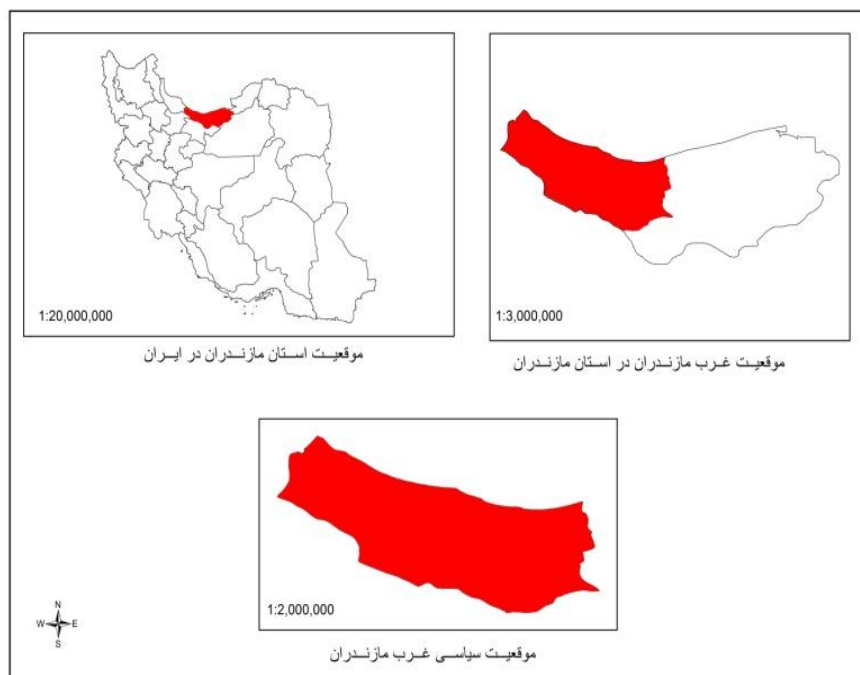 1:20,000,000
موقعیت استان مازندران در ایران
1:3,000,000
موقعیت غرب مازندران در استان مازندران
1:2,000,000
موقعیت سیاسی غرب مازندران
N
W E
S